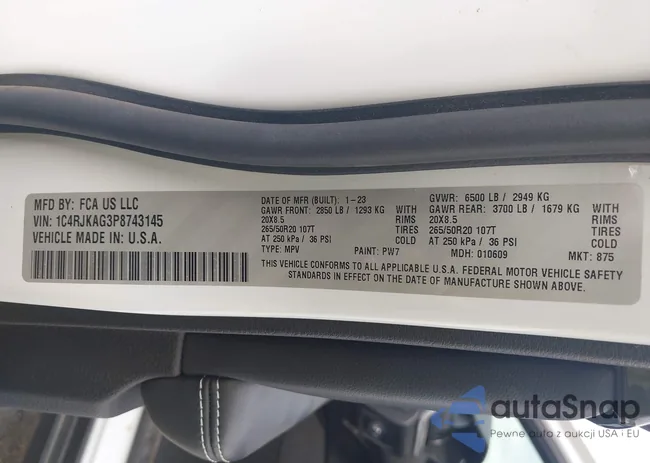 MFD BY: FCA US LLC
VIN: 1C4RJKAG3P8743145
VEHICLE MADE IN: U.S.A.
DATE OF MFR (BUILT): 1-23
GAWR FRONT: 2850 LB / 1293 KG WITH
20X8.5 RIMS
265/50R20 107T TIRES
AT 250 kPa / 36 PSI COLD
TYPE: MPV PAINT: PW7
GVWR: 6500 LB / 2949 KG
GAWR REAR: 3700 LB / 1679 KG WITH
20X8.5 RIMS
265/50R20 107T TIRES
AT 250 kPa / 36 PSI COLD
MDH: 010609 MKT: 875
THIS VEHICLE CONFORMS TO ALL APPLICABLE U.S.A. FEDERAL MOTOR VEHICLE SAFETY
STANDARDS IN EFFECT ON THE DATE OF MANUFACTURE SHOWN ABOVE.
autaSnap
Pewne auta z aukcji USA i EU